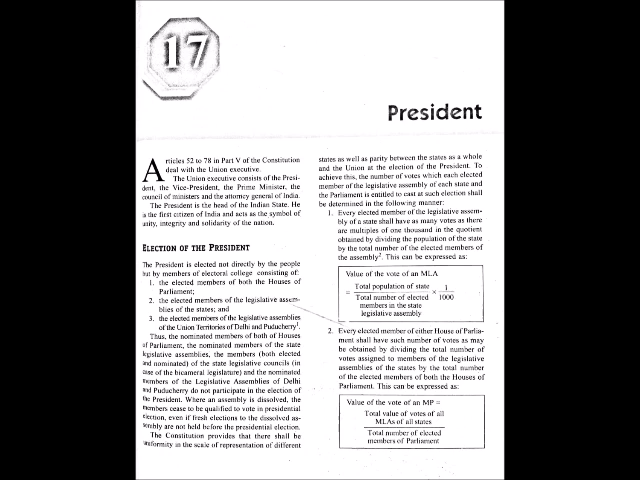 17
President
Articles 52 to 78 in Part V of the Constitution
deal with the Union executive.
The Union executive consists of the Presi-
dent, the Vice-President, the Prime Minister, the
council of ministers and the attorney general of India.
The President is the head of the Indian State. He
is the first citizen of India and acts as the symbol of
unity, integrity and solidarity of the nation.
ELECTION OF THE PRESIDENT
The President is elected not directly by the people
but by members of electoral college consisting of:
1. the elected members of both the Houses of
Parliament;
2. the elected members of the legislative assem-
blies of the states; and
3. the elected members of the legislative assemblies
of the Union Territories of Delhi and Puducherry1.
Thus, the nominated members of both of Houses
of Parliament, the nominated members of the state
legislative assemblies, the members (both elected
and nominated) of the state legislative councils (in
case of the bicameral legislature) and the nominated
members of the Legislative Assemblies of Delhi
and Puducherry do not participate in the election of
the President. Where an assembly is dissolved, the
members cease to be qualified to vote in presidential
election, even if fresh elections to the dissolved as-
sembly are not held before the presidential election.
The Constitution provides that there shall be
uniformity in the scale of representation of different
states as well as parity between the states as a whole
and the Union at the election of the President. To
achieve this, the number of votes which each elected
member of the legislative assembly of each state and
the Parliament is entitled to cast at such election shall
be determined in the following manner:
1. Every elected member of the legislative assem-
bly of a state shall have as many votes as there
are multiples of one thousand in the quotient
obtained by dividing the population of the state
by the total number of the elected members of
the assembly2. This can be expressed as:
Value of the vote of an MLA
= Total population of state × 1
Total number of elected 1000
members in the state
legislative assembly
2. Every elected member of either House of Parlia-
ment shall have such number of votes as may
be obtained by dividing the total number of
votes assigned to members of the legislative
assemblies of the states by the total number
of the elected members of both the Houses of
Parliament. This can be expressed as:
Value of the vote of an MP =
Total value of votes of all
MLAs of all states
Total number of elected
members of Parliament